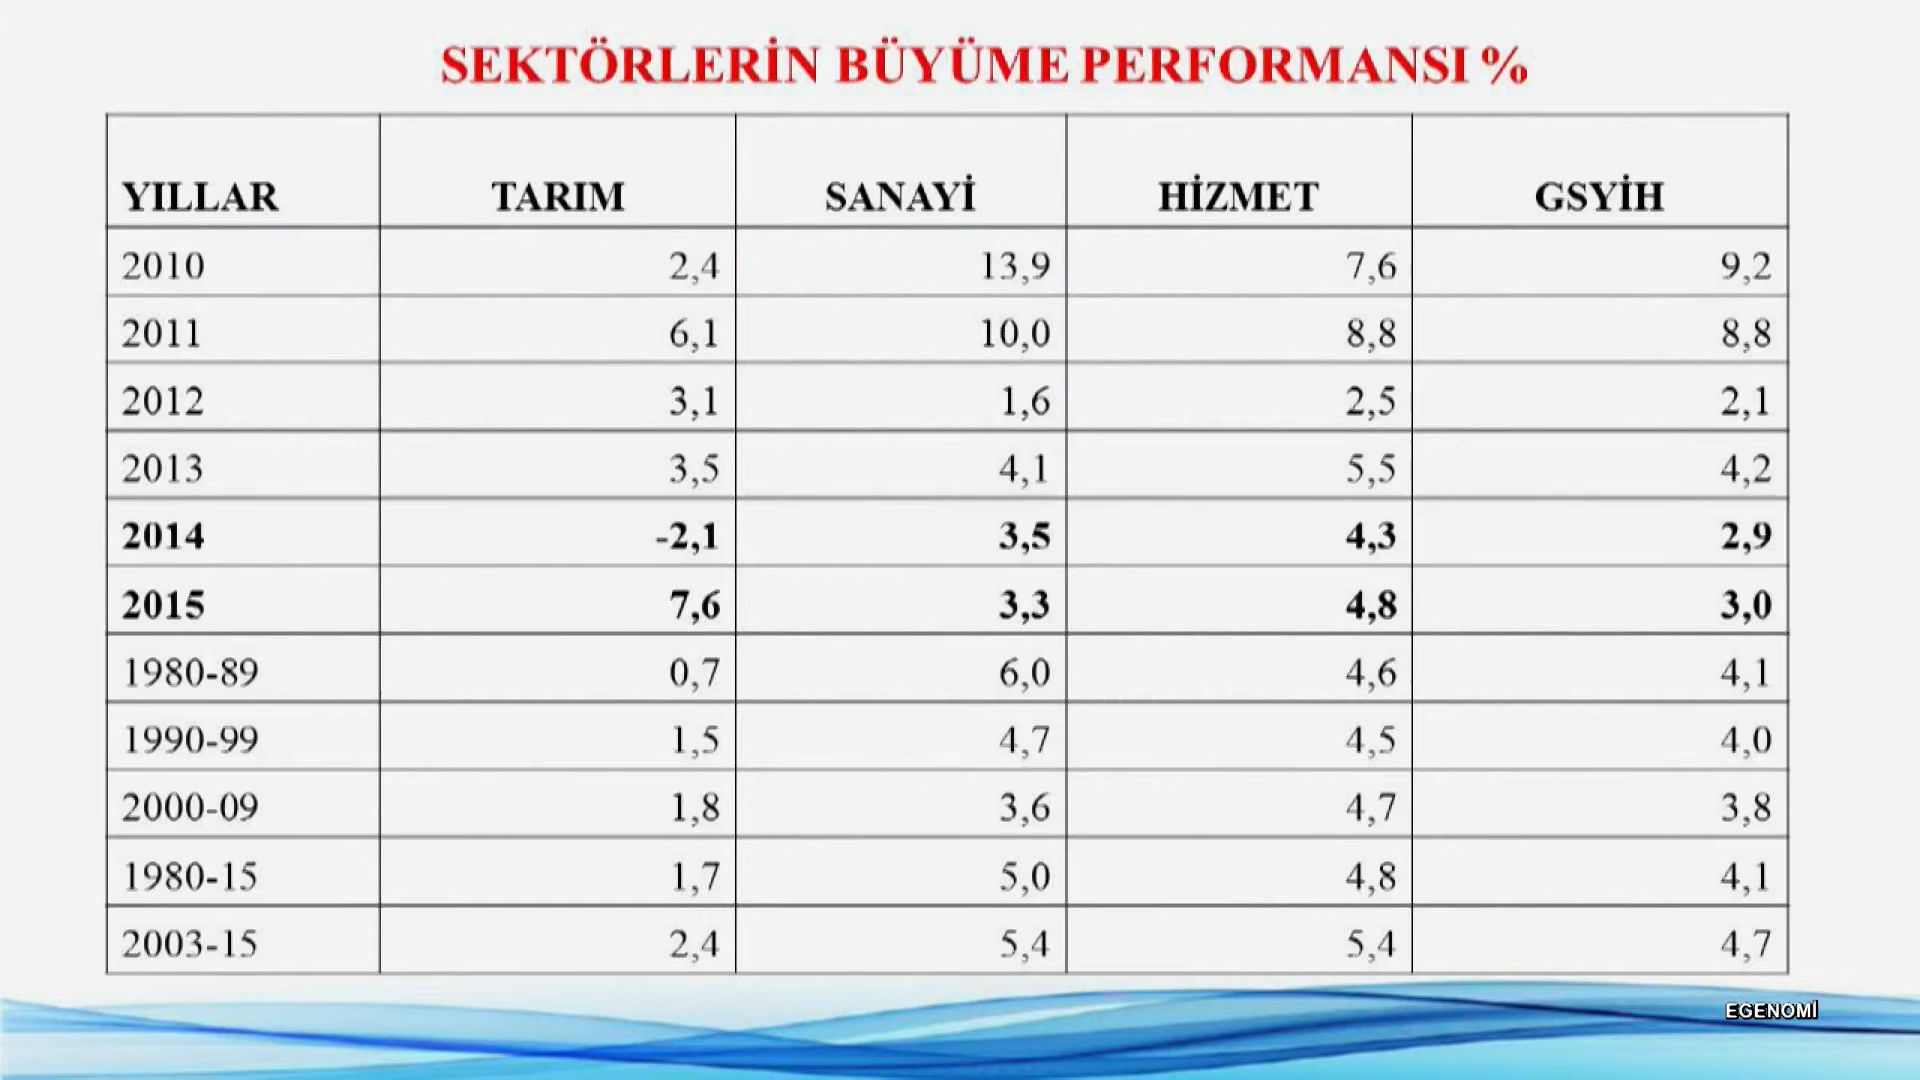 SEKTÖRLERİN BÜYÜME PERFORMANSI %
YILLAR TARIM SANAYİ HİZMET GSYİH
2010 2,4 13,9 7,6 9,2
2011 6,1 10,0 8,8 8,8
2012 3,1 1,6 2,5 2,1
2013 3,5 4,1 5,5 4,2
2014 -2,1 3,5 4,3 2,9
2015 7,6 3,3 4,8 3,0
1980-89 0,7 6,0 4,6 4,1
1990-99 1,5 4,7 4,5 4,0
2000-09 1,8 3,6 4,7 3,8
1980-15 1,7 5,0 4,8 4,1
2003-15 2,4 5,4 5,4 4,7
EGENOMİ